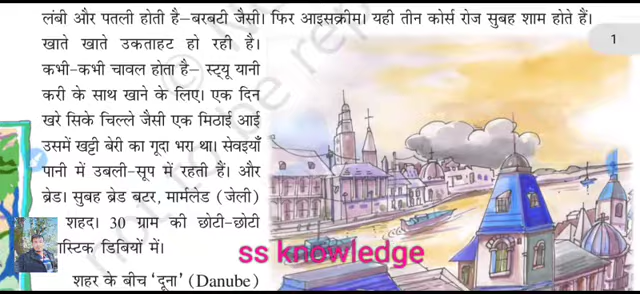 लंबी और पतली होती है–बरबटी जैसी। फिर आइसक्रीम। यही तीन कोर्स रोज सुबह शाम होते हैं।
खाते खाते उकताहट हो रही है।
कभी-कभी चावल होता है– स्ट्यू यानी
करी के साथ खाने के लिए। एक दिन
खरे सिके चिल्ले जैसी एक मिठाई आई
उसमें खट्टी बेरी का गूदा भरा था। सेवइयाँ
पानी में उबली-सूप में रहती हैं। और
ब्रेड। सुबह ब्रेड बटर, मार्मलेड (जेली)
शहद। 30 ग्राम की छोटी-छोटी
स्टिक डिबियों में।
शहर के बीच ‘दूना’ (Danube)
1
ss knowledge